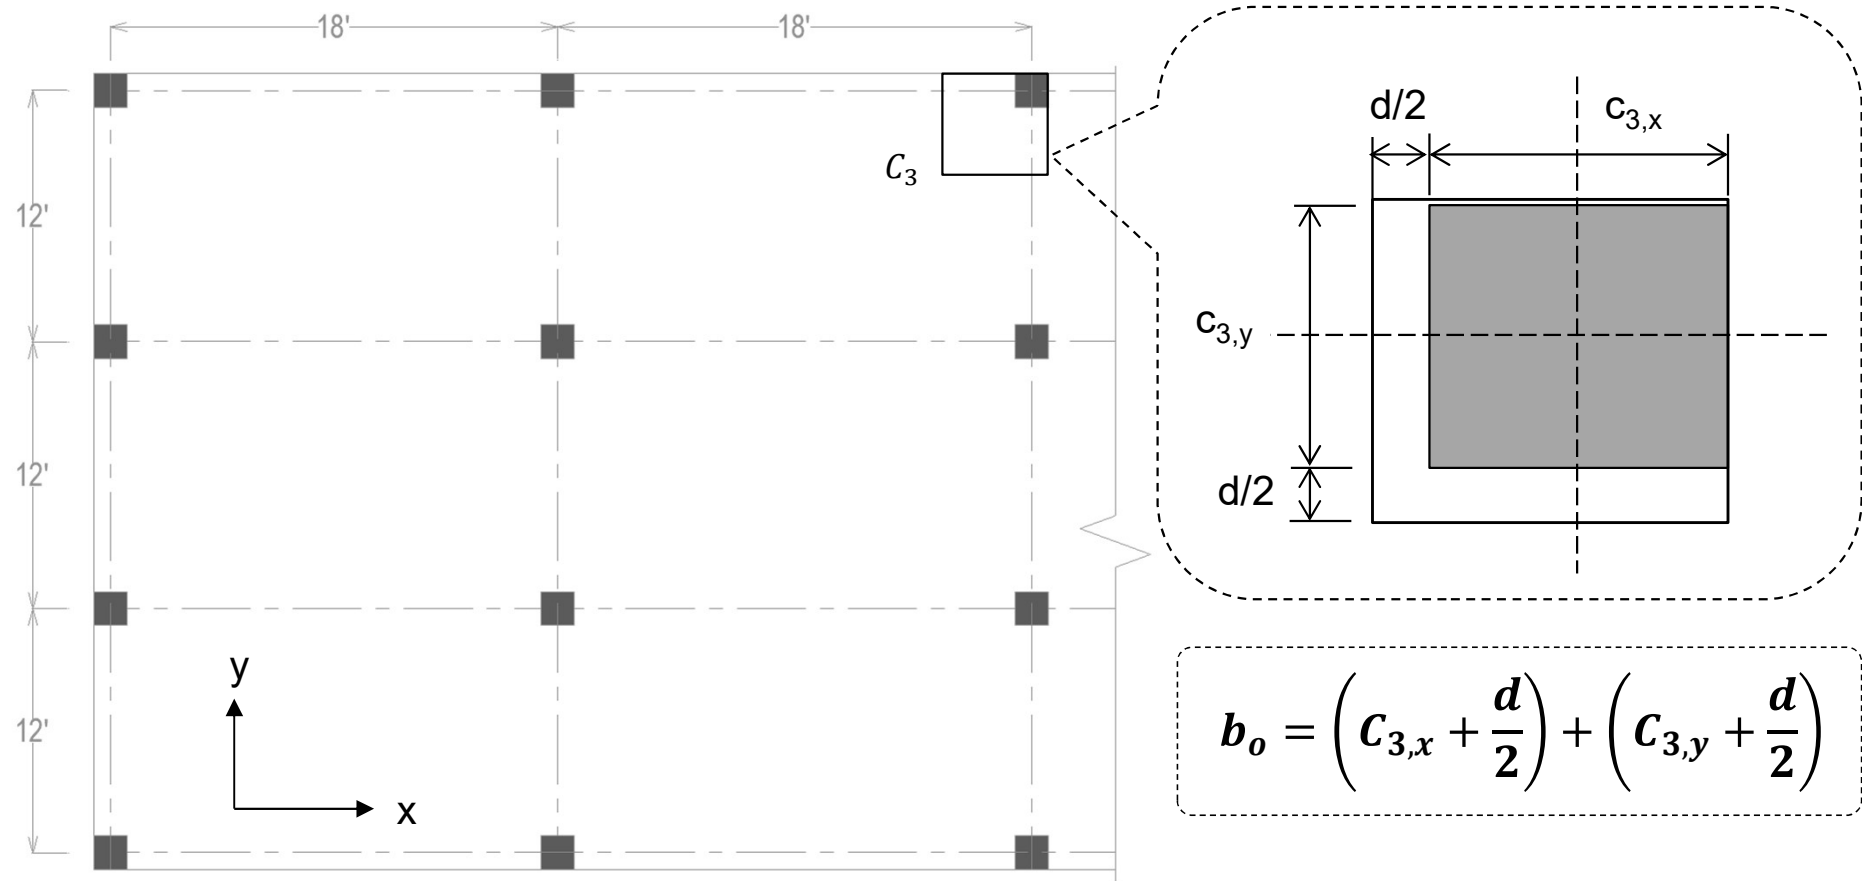 18'
18'
12'
12'
12'
C₃
y
x
d/2
c₃,ₓ
c₃,y
d/2
bₒ = (C₃,ₓ + d/2) + (C₃,y + d/2)